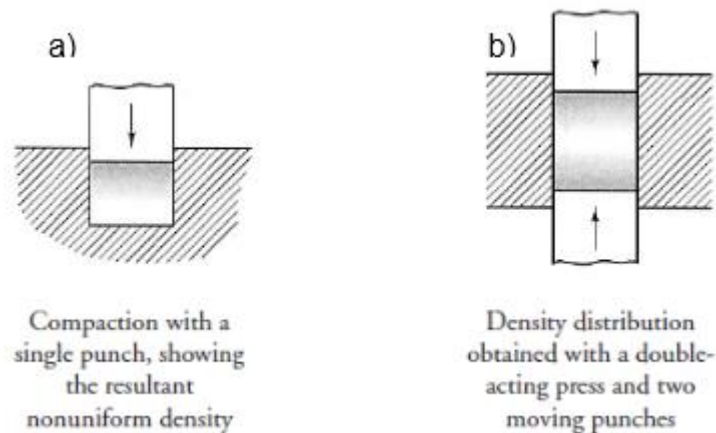 a)
Compaction with a
single punch, showing
the resultant
nonuniform density
b)
Density distribution
obtained with a double-
acting press and two
moving punches